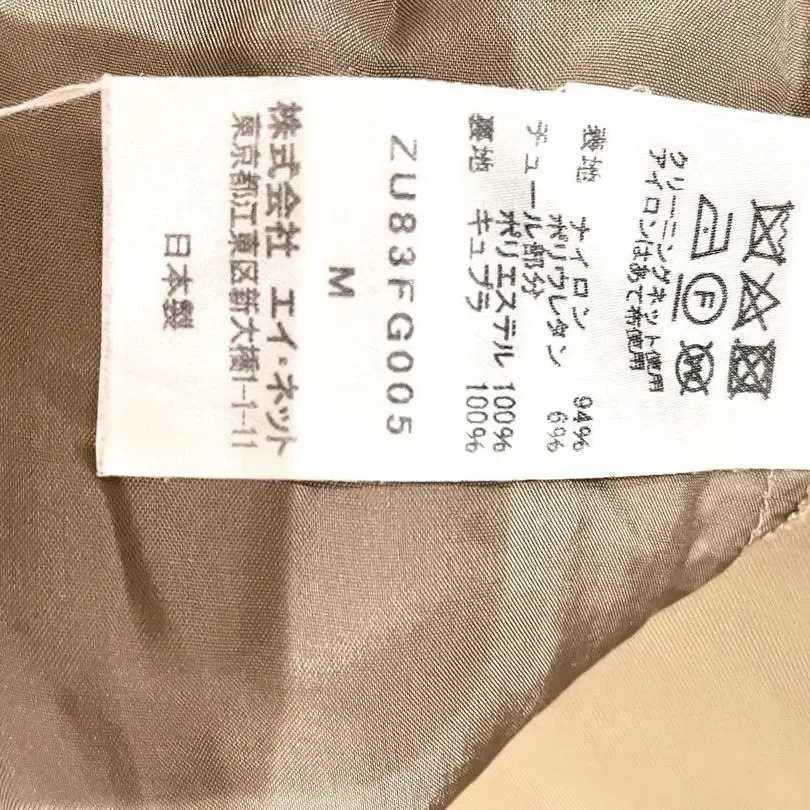 クリーニングネット使用
アイロンはあて布使用
表地 ナイロン 94%
ポリウレタン 6%
チュール部分
ポリエステル 100%
裏地 キュプラ 100%
ZU83FG005
M
株式会社 エイ・ネット
東京都江東区新大橋1-1-11
日本製